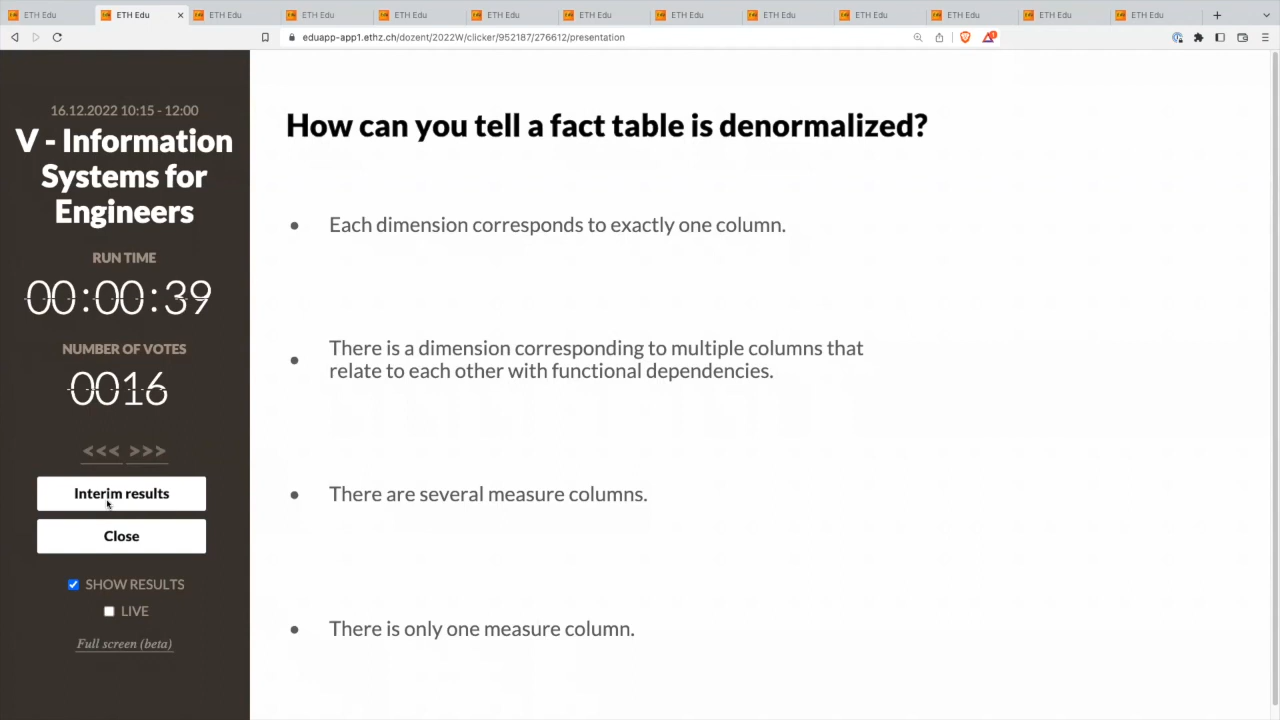 ETH Edu
ETH Edu
ETH Edu
ETH Edu
ETH Edu
ETH Edu
ETH Edu
ETH Edu
ETH Edu
ETH Edu
ETH Edu
ETH Edu
eduapp-app1.ethz.ch/dozent/2022W/clicker/952187/276612/presentation
16.12.2022 10:15 - 12:00
V - Information
Systems for
Engineers
RUN TIME
00:00:39
NUMBER OF VOTES
0016
<<< >>>
Interim results
Close
SHOW RESULTS
LIVE
Full screen (beta)
How can you tell a fact table is denormalized?
• Each dimension corresponds to exactly one column.
• There is a dimension corresponding to multiple columns that
relate to each other with functional dependencies.
• There are several measure columns.
• There is only one measure column.